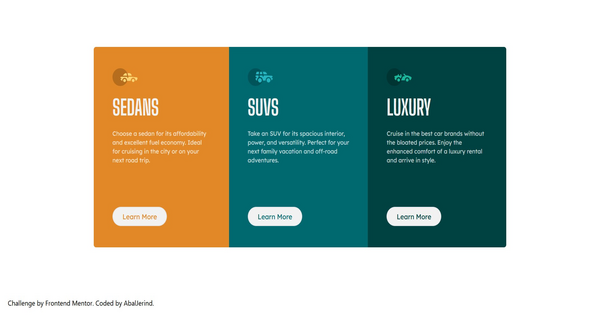 SEDANS
Choose a sedan for its affordability
and excellent fuel economy. Ideal
for cruising in the city or on your
next road trip.
Learn More
SUVS
Take an SUV for its spacious interior,
power, and versatility. Perfect for your
next family vacation and off-road
adventures.
Learn More
LUXURY
Cruise in the best car brands without
the bloated prices. Enjoy the
enhanced comfort of a luxury rental
and arrive in style.
Learn More
Challenge by Frontend Mentor. Coded by AbalJerind.